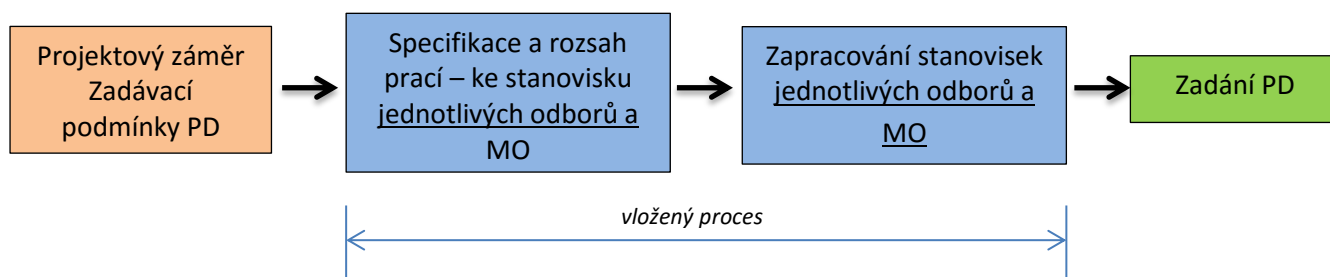 Projektový záměr
Zadávací
podmínky PD
Specifikace a rozsah
prací – ke stanovisku
jednotlivých odborů a
MO
Zapracování stanovisek
jednotlivých odborů a
MO
Zadání PD
vložený proces